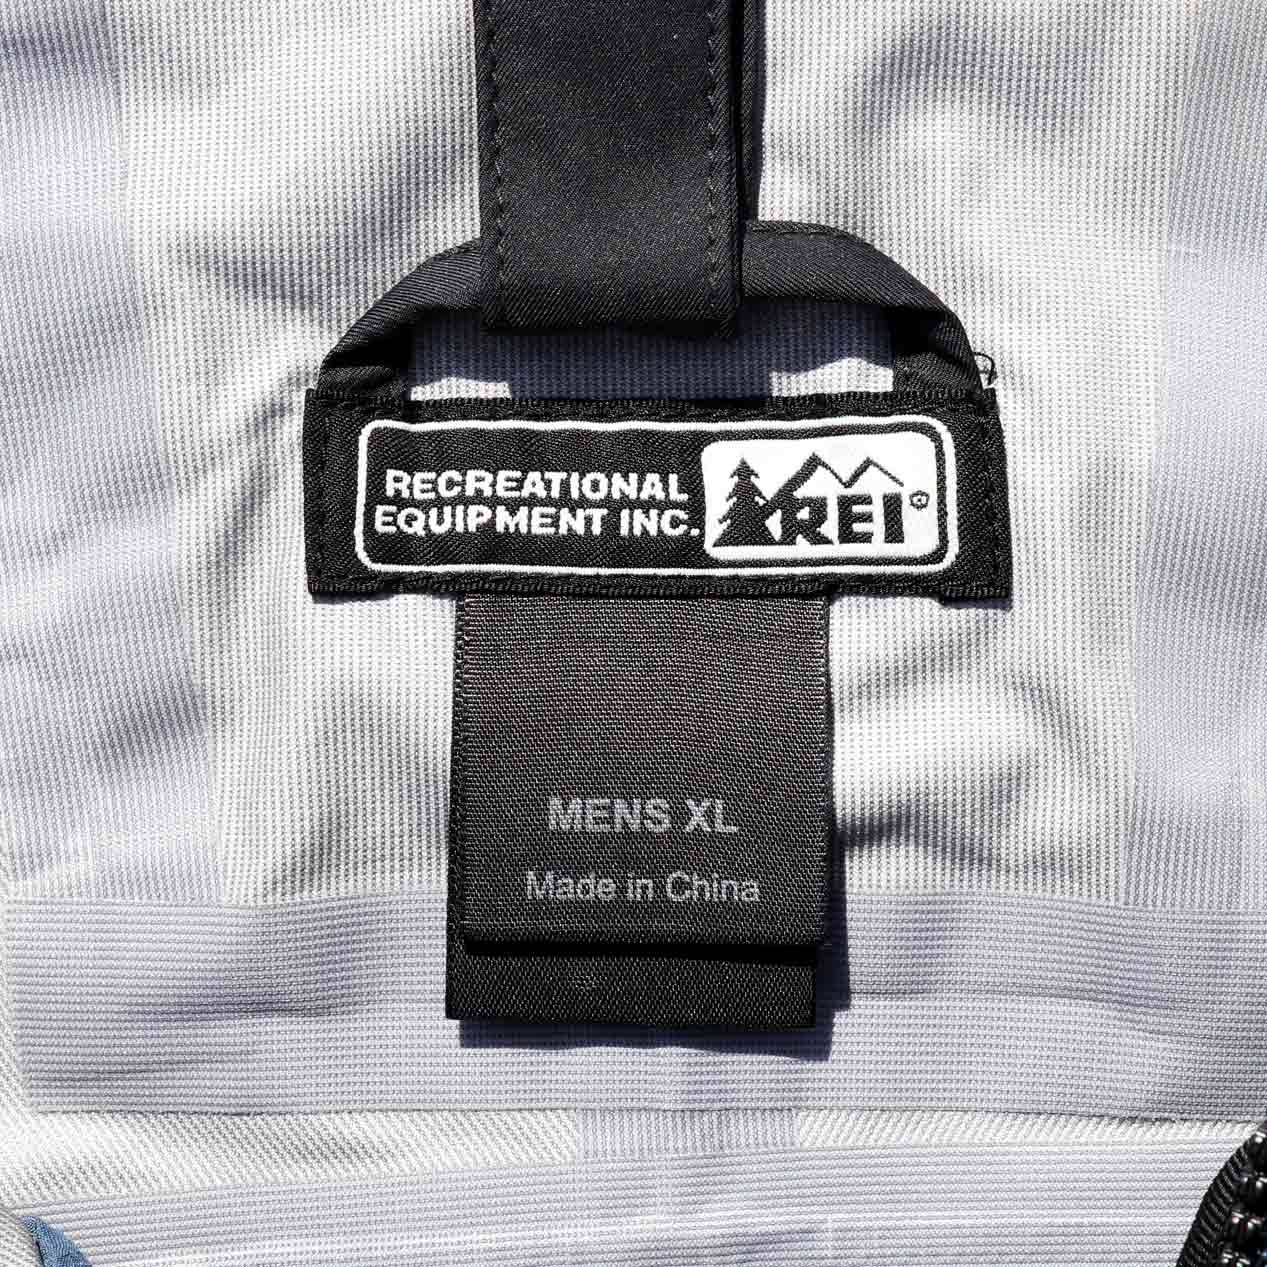 RECREATIONAL
EQUIPMENT INC.
REI®
MENS XL
Made in China